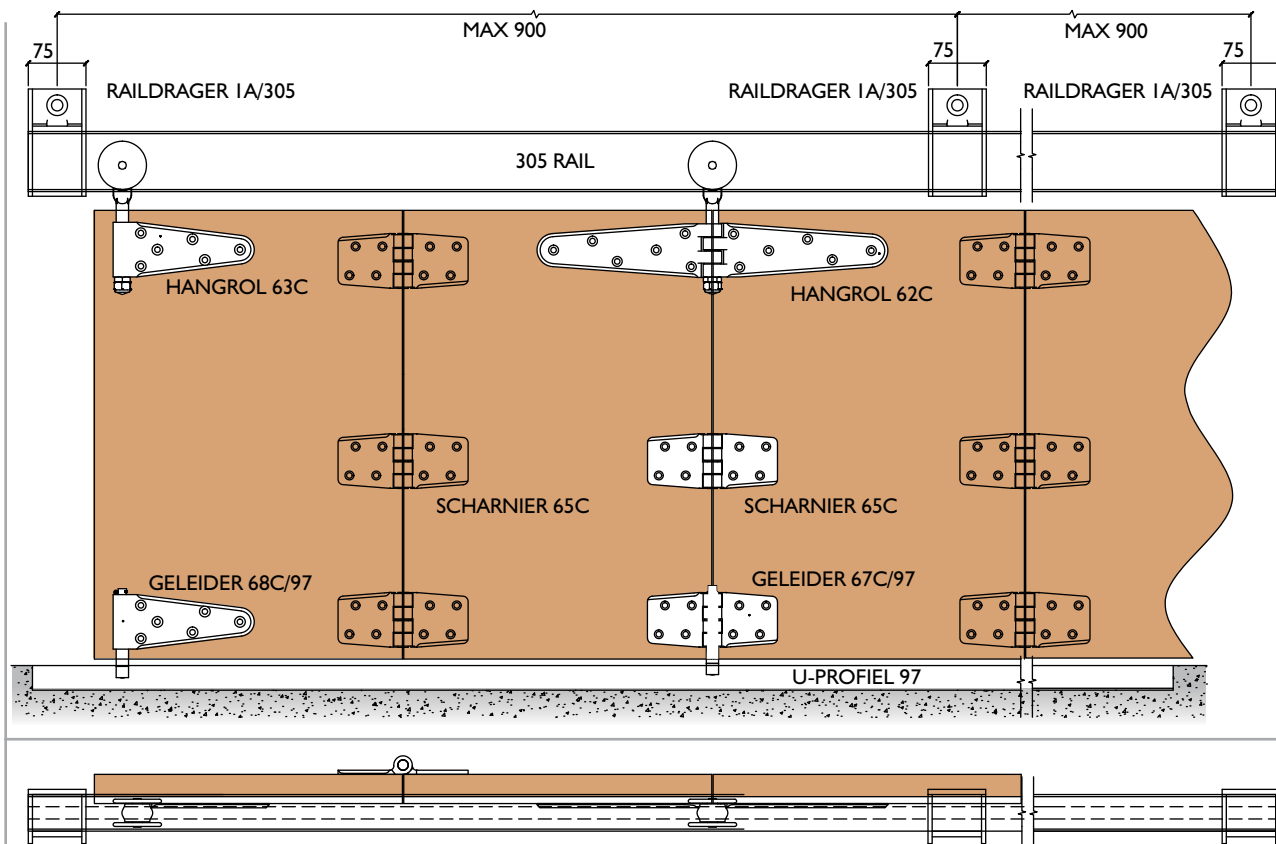 MAX 900
MAX 900
75
75
75
RAILDRAGER 1A/305
RAILDRAGER 1A/305
RAILDRAGER 1A/305
305 RAIL
HANGROL 63C
HANGROL 62C
SCHARNIER 65C
SCHARNIER 65C
GELEIDER 68C/97
GELEIDER 67C/97
U-PROFIEL 97